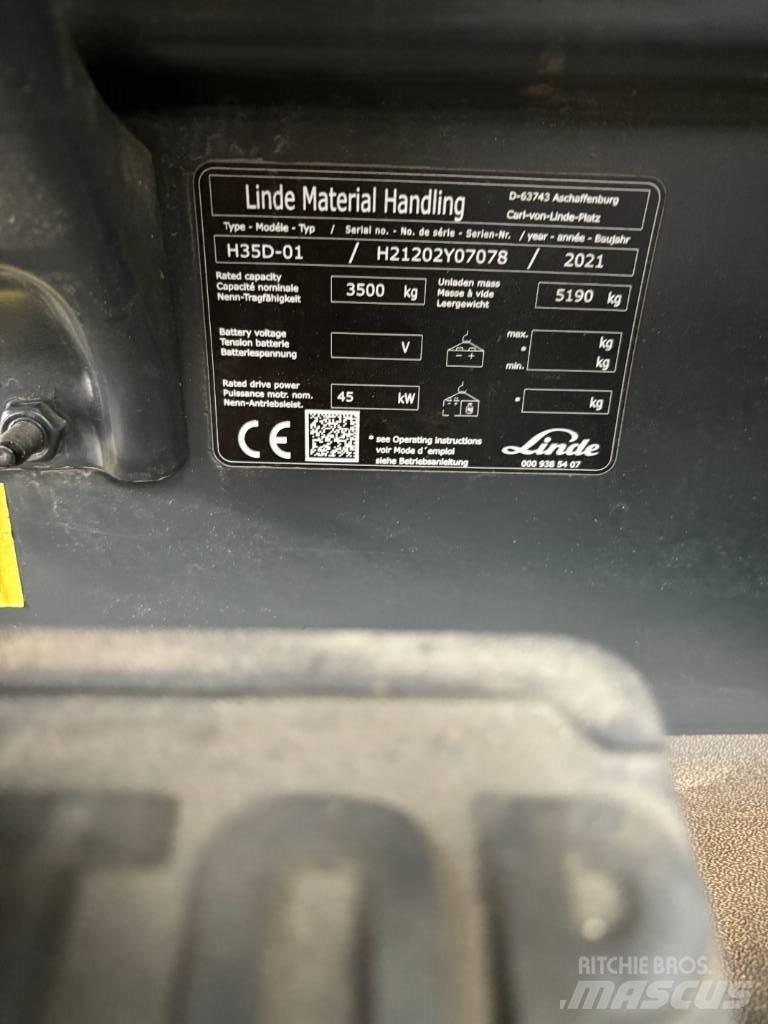 Linde Material Handling
D-63743 Aschaffenburg
Carl-von-Linde-Platz
Type - Modéle - Typ / Serial no. - No. de série - Serien-Nr. / year - année - Baujahr
H35D-01 / H21202Y07078 / 2021
Rated capacity
Capacité nominale
Nenn-Tragfähigkeit
3500 kg
Unladen mass
Masse à vide
Leergewicht
5190 kg
Battery voltage
Tension batterie
Batteriespannung
V
- +
max. kg
*
min. kg
Rated drive power
Puissance motr. nom.
Nenn-Antriebsleist.
45 kW
* kg
CE
* see Operating instructions
voir Mode d'emploi
siehe Betriebsanleitung
Linde
000 938 54 07
TOP
RITCHIE BROS.
MASCUS